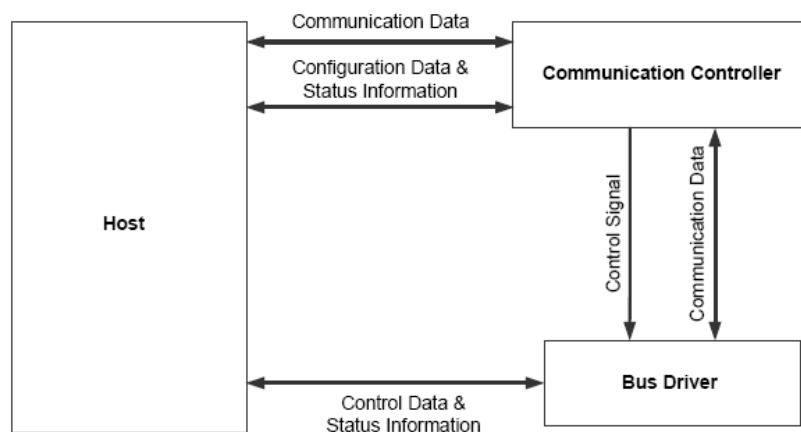 Communication Data
Configuration Data &
Status Information
Communication Controller
Host
Control Signal
Communication Data
Bus Driver
Control Data &
Status Information